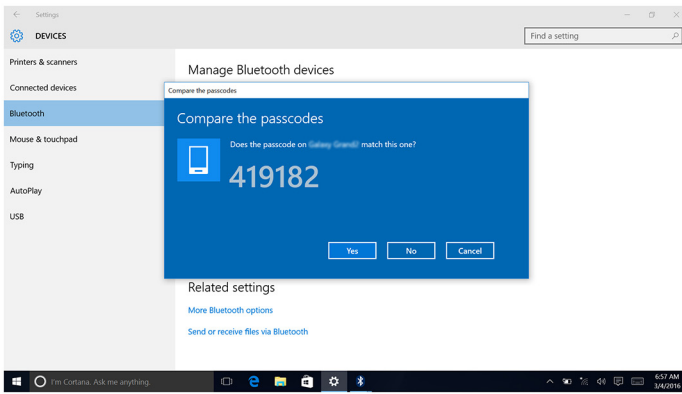 Settings
DEVICES
Find a setting
Printers & scanners
Connected devices
Bluetooth
Mouse & touchpad
Typing
AutoPlay
USB
Manage Bluetooth devices
Compare the passcodes
Compare the passcodes
Does the passcode on match this one?
419182
Yes No Cancel
Related settings
More Bluetooth options
Send or receive files via Bluetooth
I'm Cortana. Ask me anything.
6:57 AM
3/4/2016